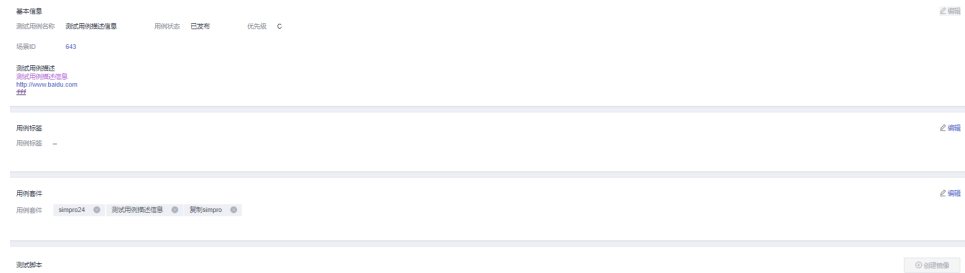 基本信息 编辑
测试用例名称 测试用例描述信息 用例状态 已发布 优先级 C
场景ID 643
测试用例描述
测试用例描述信息
http://www.baidu.com
###
用例标签 编辑
用例标签 --
用例套件 编辑
用例套件 simpro24 测试用例描述信息 复制simpro
测试脚本 创建镜像